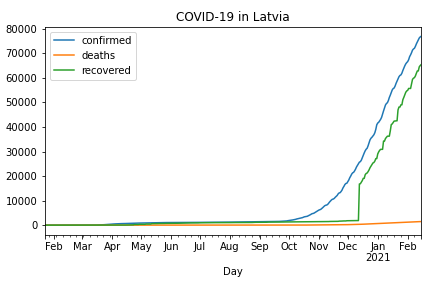 COVID-19 in Latvia
confirmed
deaths
recovered
80000
70000
60000
50000
40000
30000
20000
10000
0
Feb Mar Apr May Jun Jul Aug Sep Oct Nov Dec Jan Feb
2021
Day